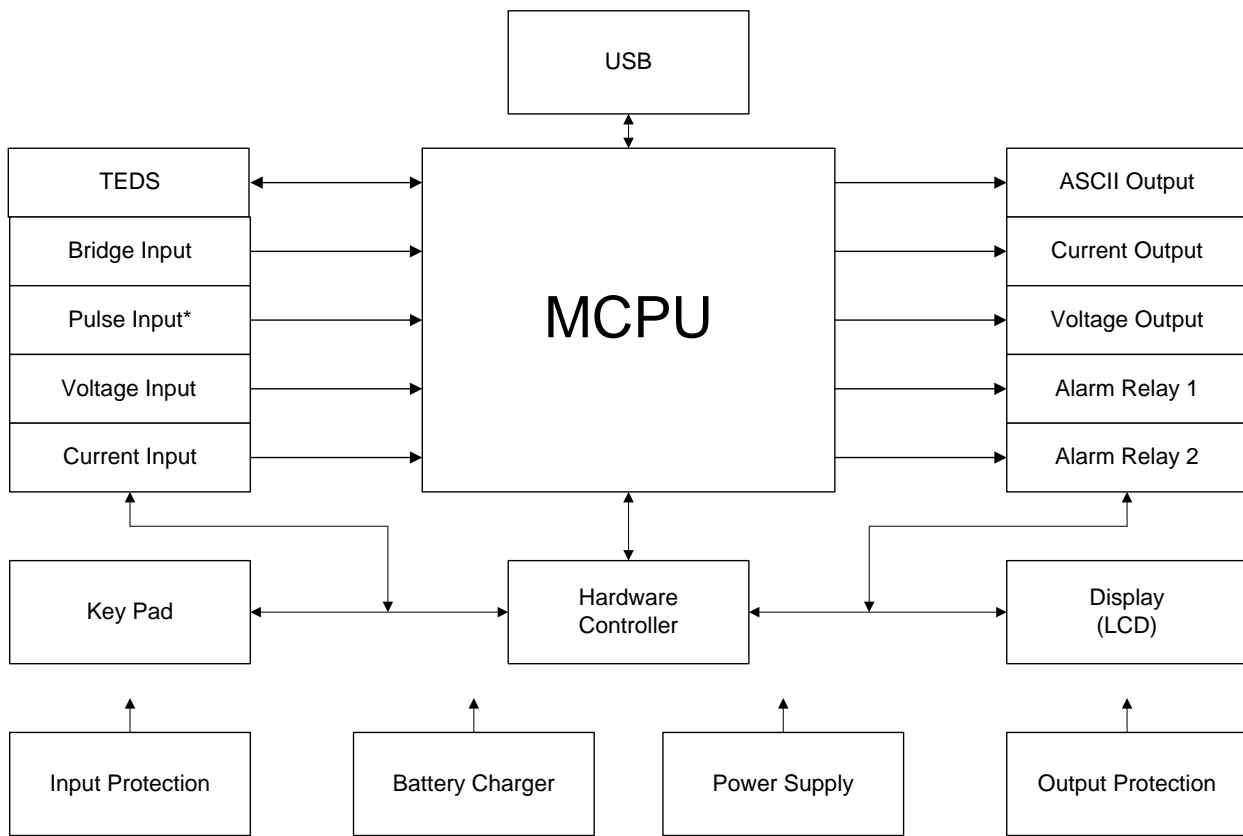 USB
TEDS
ASCII Output
Bridge Input
Current Output
Pulse Input*
MCPU
Voltage Output
Voltage Input
Alarm Relay 1
Current Input
Alarm Relay 2
Key Pad
Hardware
Controller
Display
(LCD)
Input Protection
Battery Charger
Power Supply
Output Protection